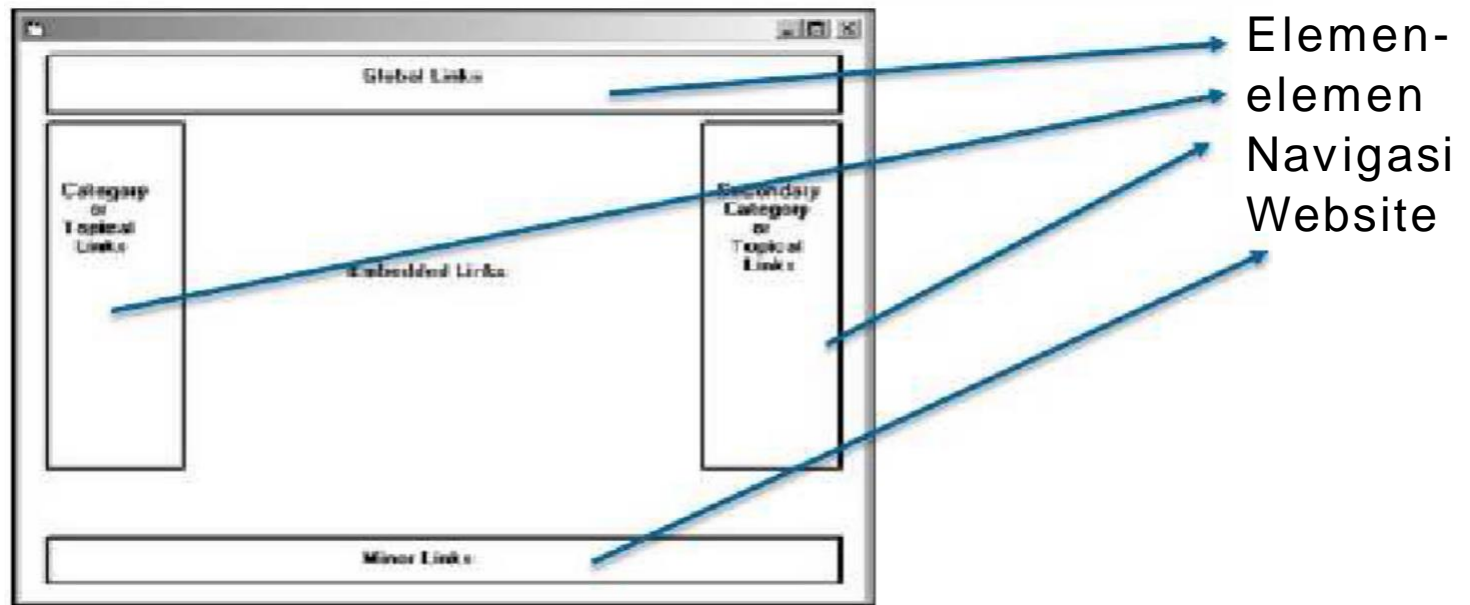 Global Links
Category
or
Topical
Links
Embedded Links
Secondary
Category
or
Topical
Links
Minor Links
Elemen-
elemen
Navigasi
Website